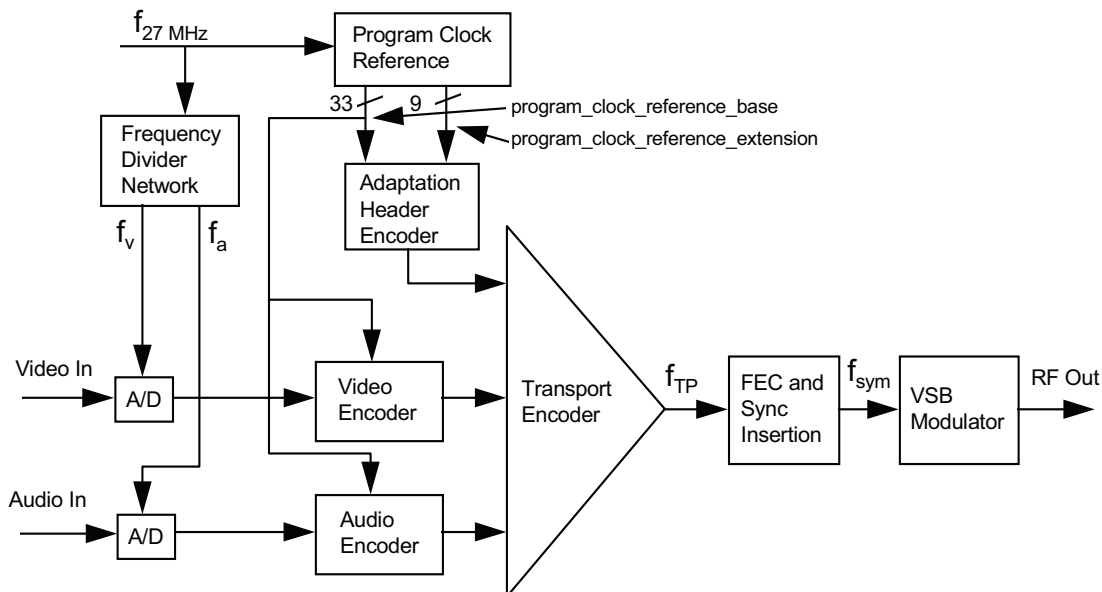 f27 MHz
Program Clock
Reference
33
9
program_clock_reference_base
program_clock_reference_extension
Frequency
Divider
Network
Adaptation
Header
Encoder
fv
fa
Video In
A/D
Video
Encoder
Transport
Encoder
fTP
FEC and
Sync
Insertion
fsym
VSB
Modulator
RF Out
Audio In
A/D
Audio
Encoder